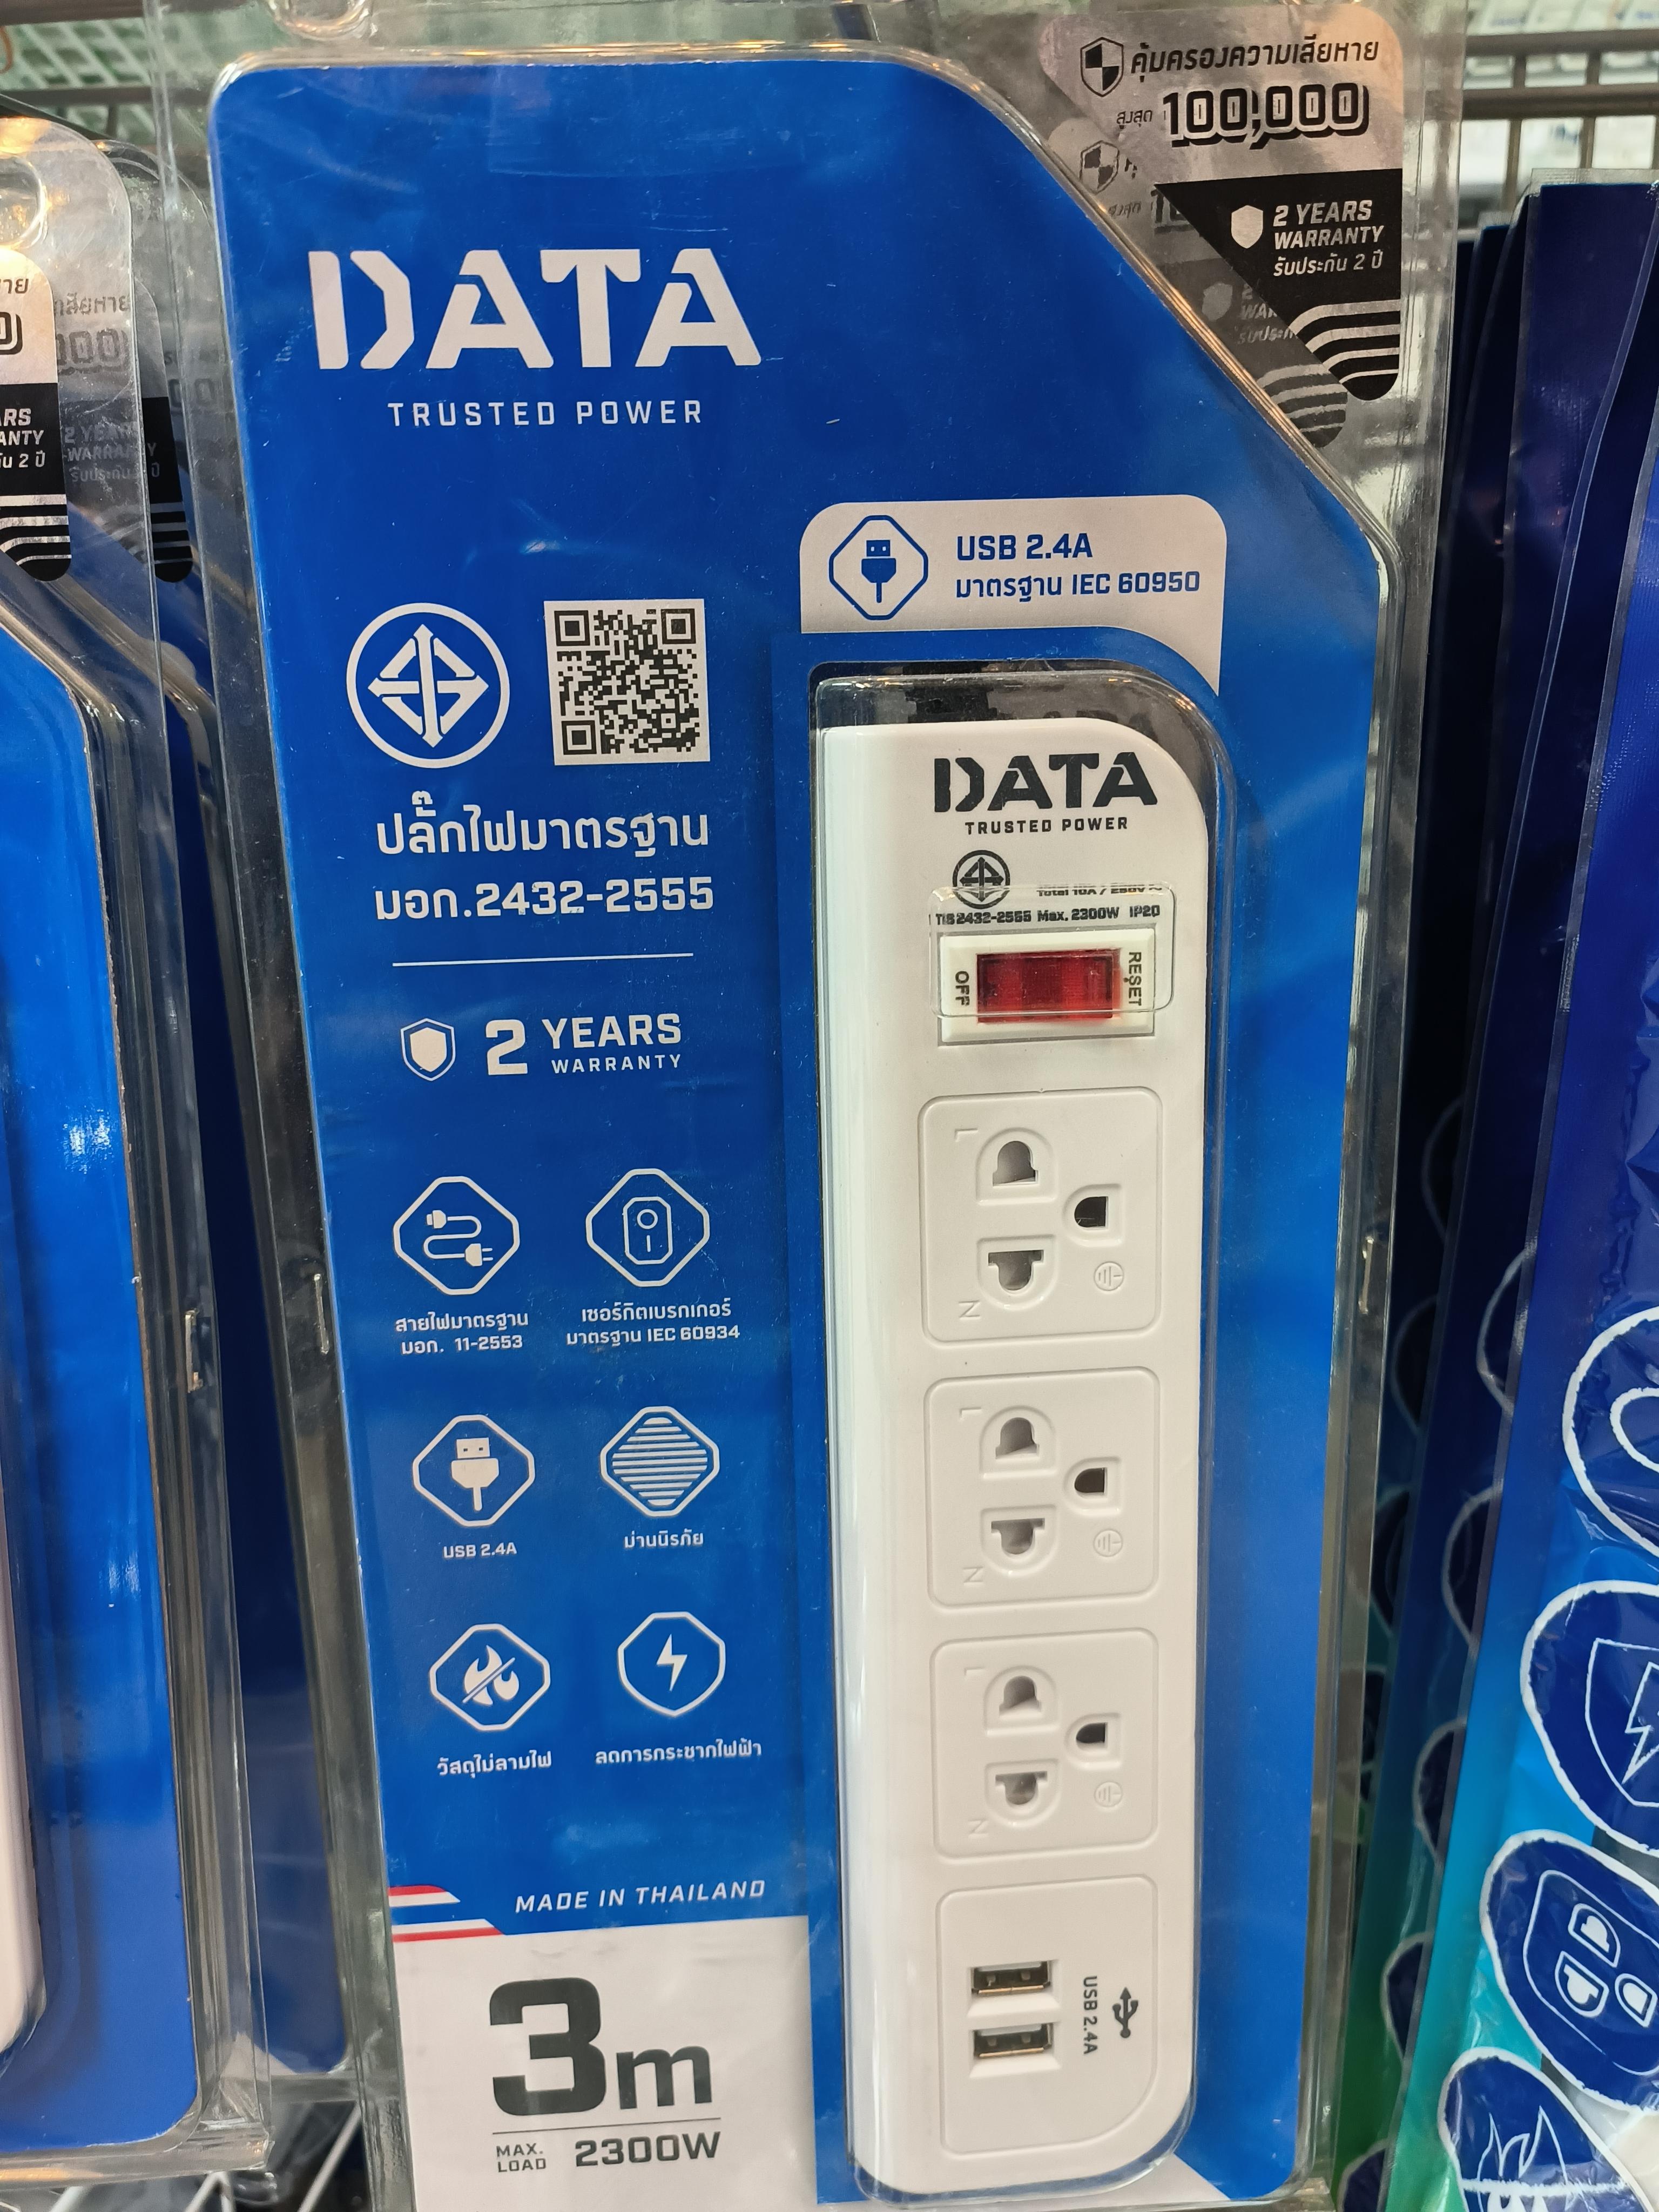 คุ้มครองความเสียหาย
สูงสุด 100,000
2 YEARS
WARRANTY
รับประกัน 2 ปี
DATA
TRUSTED POWER
USB 2.4A
มาตรฐาน IEC 60950
ปลั๊กไฟมาตรฐาน
มอก.2432-2555
2 YEARS
WARRANTY
สายไฟมาตรฐาน
มอก. 11-2553
เซอร์กิตเบรกเกอร์
มาตรฐาน IEC 60934
USB 2.4A
ม่านนิรภัย
วัสดุไม่ลามไฟ
ลดการกระชากไฟฟ้า
MADE IN THAILAND
3m
MAX.
LOAD 2300W
DATA
TRUSTED POWER
Total 10A / 250V ~
TIS 2432-2555 Max. 2300W IP20
OFF
RESET
L
N
L
N
L
N
USB 2.4A